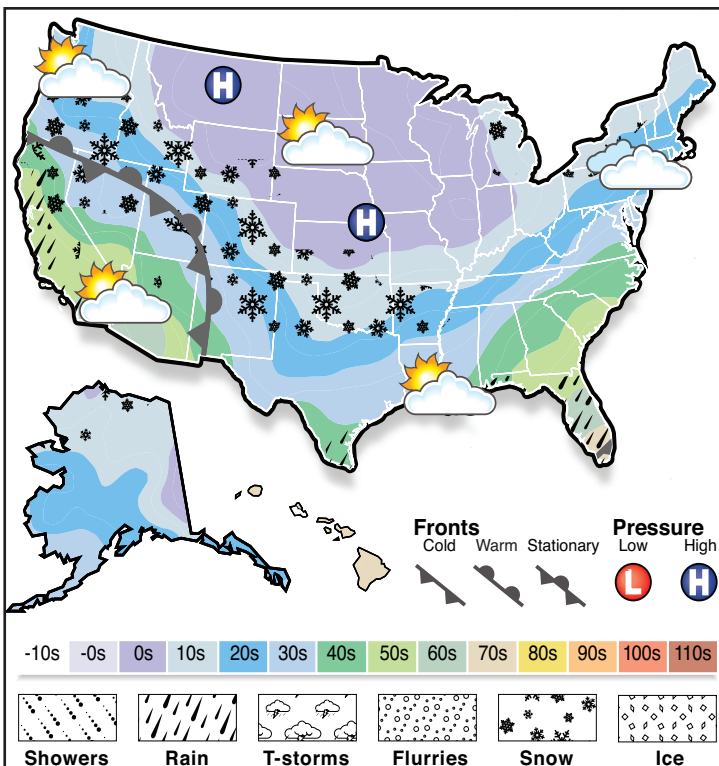 H
H
Fronts
Cold Warm Stationary
Pressure
Low High
L H
-10s -0s 0s 10s 20s 30s 40s 50s 60s 70s 80s 90s 100s 110s
Showers Rain T-storms Flurries Snow Ice